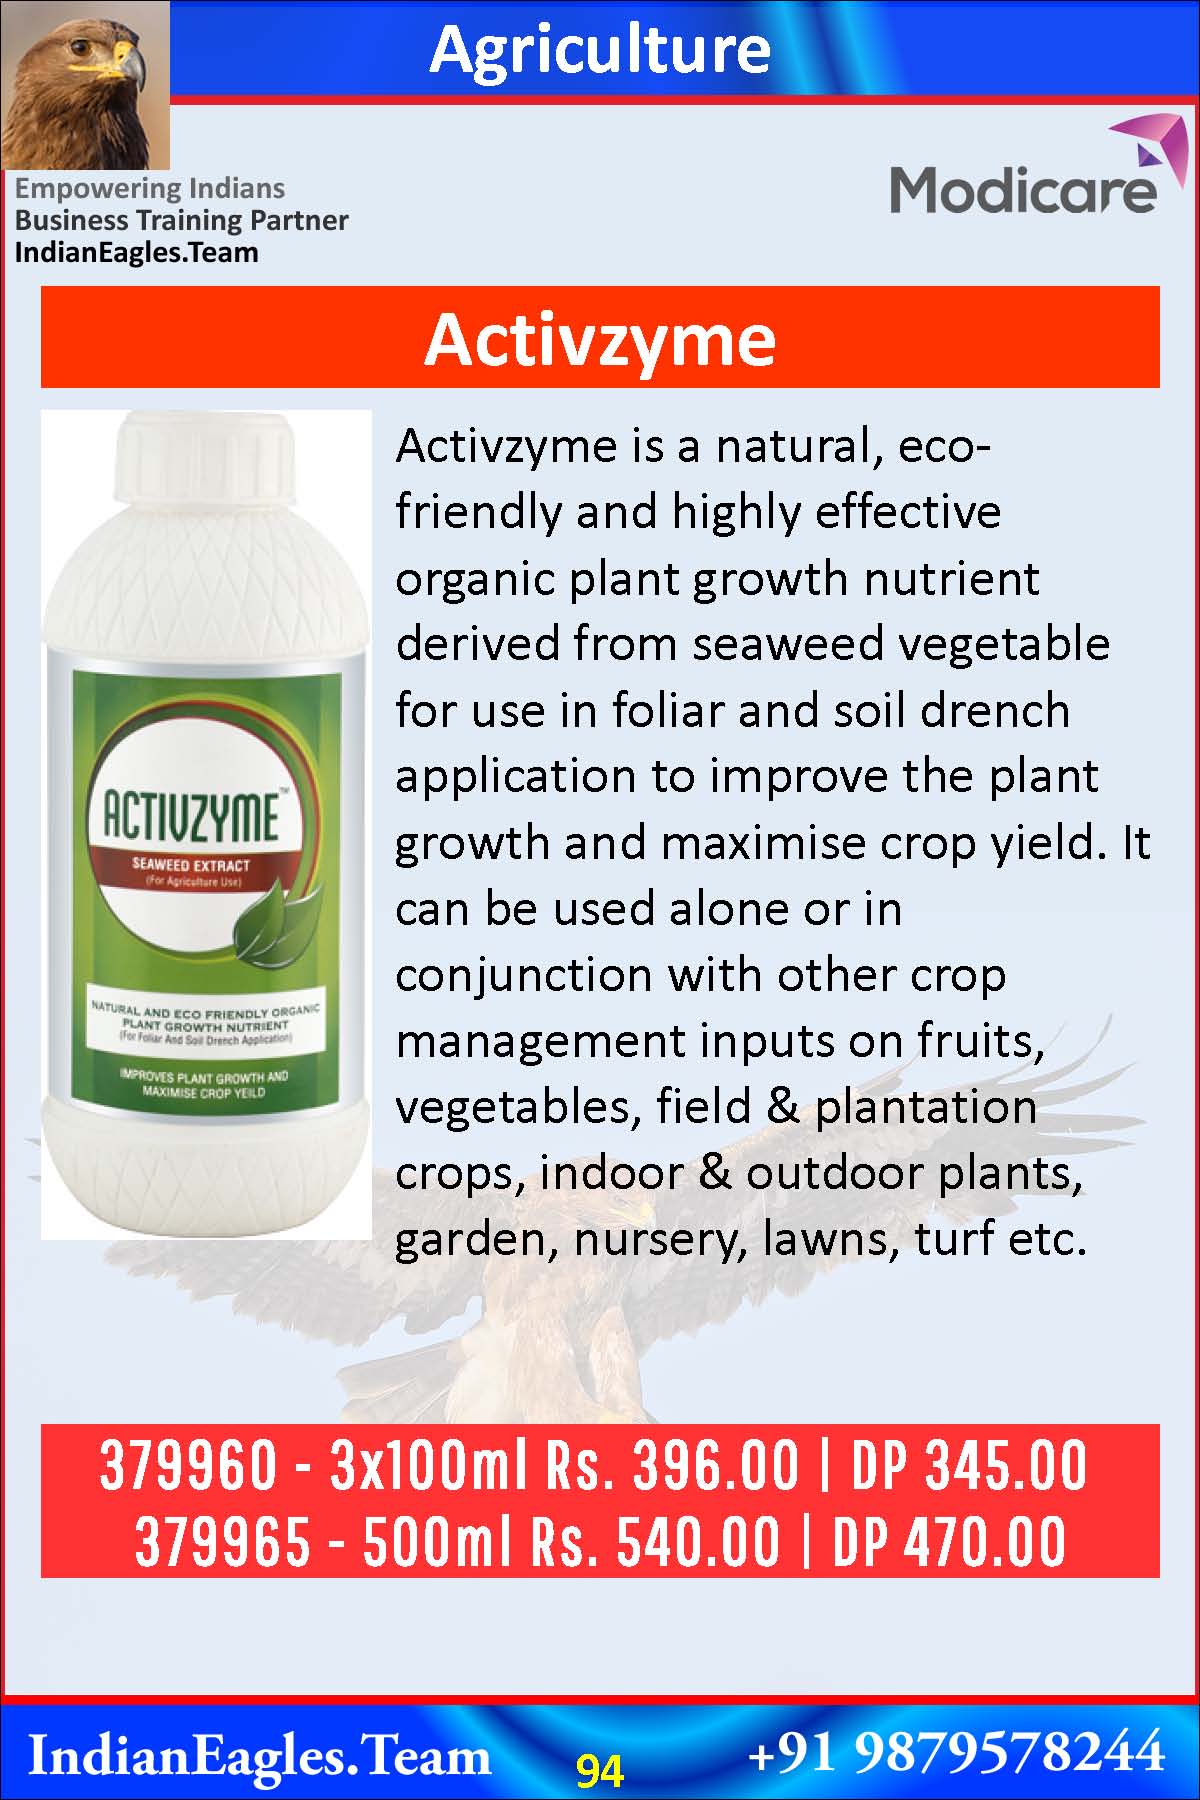 Agriculture
Empowering Indians
Business Training Partner
IndianEagles.Team
Modicare
Activzyme
Activzyme is a natural, eco-
friendly and highly effective
organic plant growth nutrient
derived from seaweed vegetable
for use in foliar and soil drench
application to improve the plant
growth and maximise crop yield. It
can be used alone or in
conjunction with other crop
management inputs on fruits,
vegetables, field & plantation
crops, indoor & outdoor plants,
garden, nursery, lawns, turf etc.
ACTIVZYME™
SEAWEED EXTRACT
(For Agriculture Use)
NATURAL AND ECO FRIENDLY ORGANIC
PLANT GROWTH NUTRIENT
(For Foliar And Soil Drench Application)
IMPROVES PLANT GROWTH AND
MAXIMISE CROP YEILD
379960 - 3x100ml Rs. 396.00 | DP 345.00
379965 - 500ml Rs. 540.00 | DP 470.00
IndianEagles.Team
94
+91 9879578244